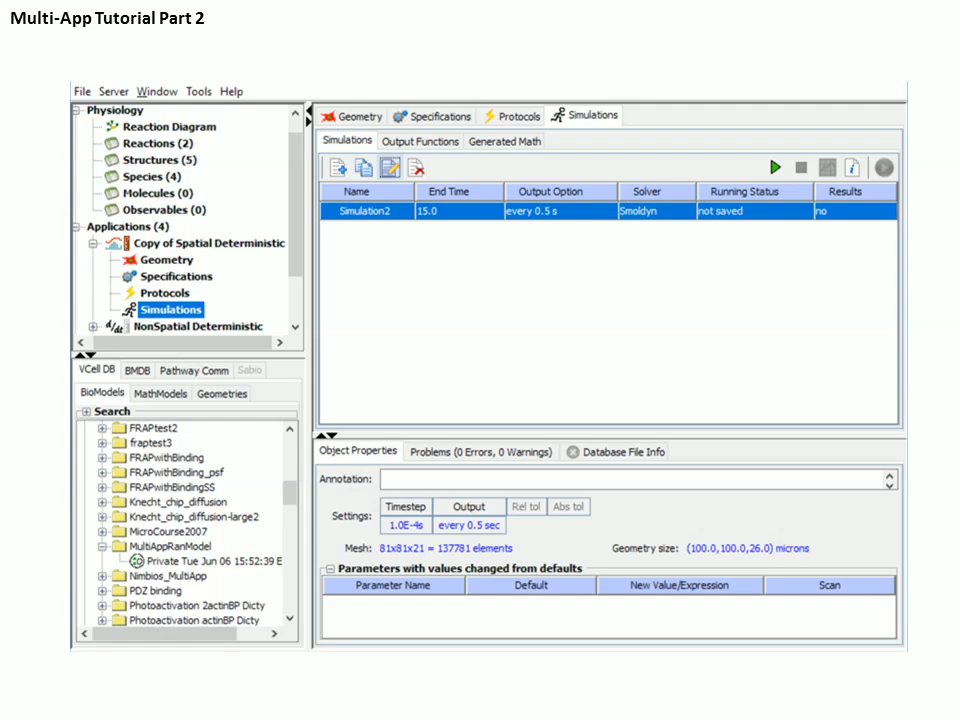 Multi-App Tutorial Part 2
File Server Window Tools Help
Physiology
Reaction Diagram
Reactions (2)
Structures (5)
Species (4)
Molecules (0)
Observables (0)
Applications (4)
Copy of Spatial Deterministic
Geometry
Specifications
Protocols
Simulations
d/dt NonSpatial Deterministic
VCell DB BMDB Pathway Comm Sabio
BioModels MathModels Geometries
Search
FRAPtest2
fraptest3
FRAPwithBinding
FRAPwithBinding_psf
FRAPwithBindingSS
Knecht_chip_diffusion
Knecht_chip_diffusion-large2
MicroCourse2007
MultiAppRanModel
Private Tue Jun 06 15:52:39 E
Nimbios_MultiApp
PDZ binding
Photoactivation 2actinBP Dicty
Photoactivation actinBP Dicty
Geometry Specifications Protocols Simulations
Simulations Output Functions Generated Math
Name End Time Output Option Solver Running Status Results
Simulation2 15.0 every 0.5 s Smoldyn not saved no
Object Properties Problems (0 Errors, 0 Warnings) Database File Info
Annotation:
Settings:
Timestep Output Rel tol Abs tol
1.0E-4s every 0.5 sec
Mesh: 81x81x21 = 137781 elements Geometry size: (100.0,100.0,26.0) microns
Parameters with values changed from defaults
Parameter Name Default New Value/Expression Scan